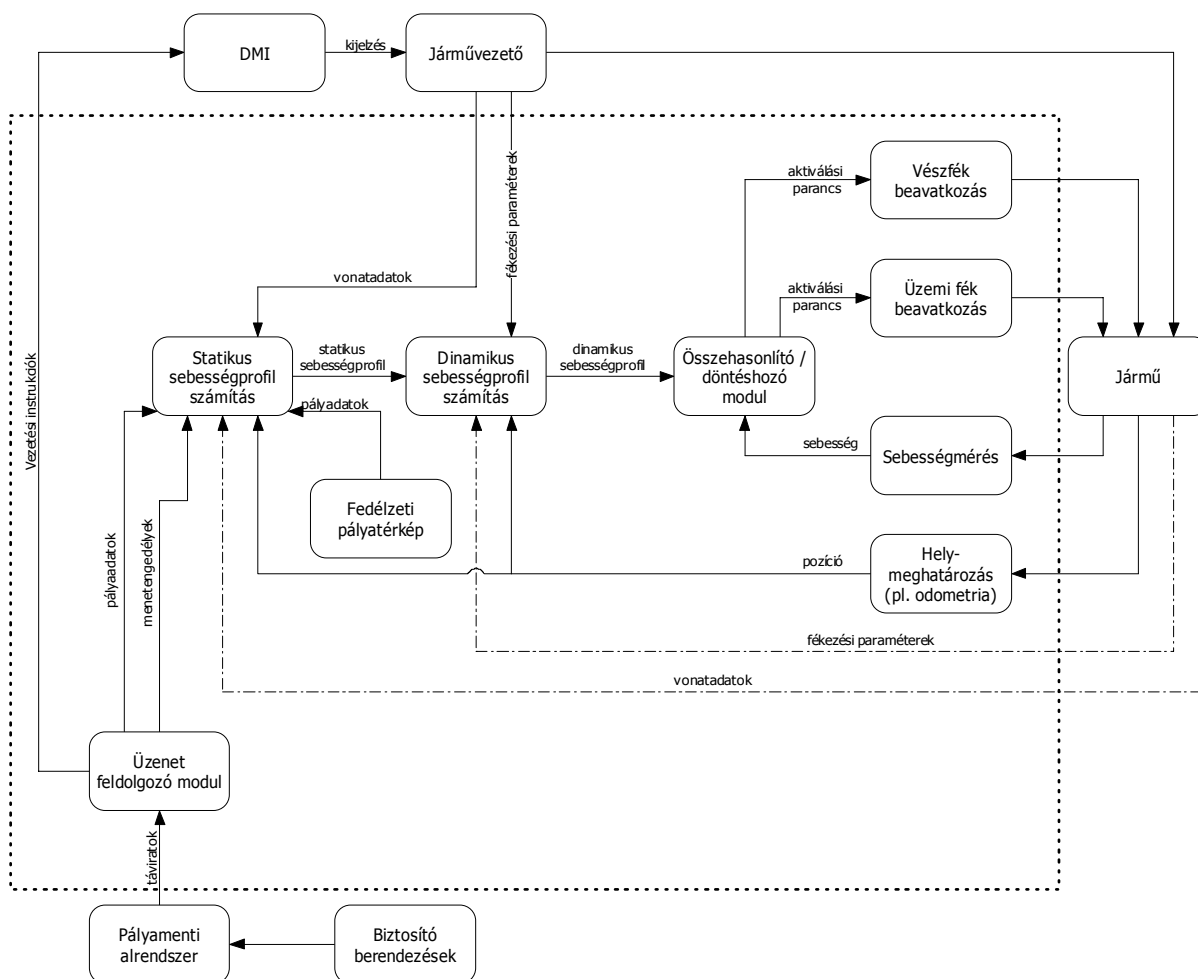 DMI
kijelzés
Járművezető
Vészfék
beavatkozás
aktiválási
parancs
fékezési paraméterek
vonatadatok
Üzemi fék
beavatkozás
aktiválási
parancs
Vezetési instrukciók
Statikus
sebességprofil
számítás
statikus
sebességprofil
Dinamikus
sebességprofil
számítás
dinamikus
sebességprofil
Összehasonlító /
döntéshozó
modul
Jármű
pályadatok
sebesség
Sebességmérés
Fedélzeti
pályatérkép
pályaadatok
menetengedélyek
pozíció
Hely-
meghatározás
(pl. odometria)
fékezési paraméterek
vonatadatok
Üzenet
feldolgozó modul
táviratok
Pályamenti
alrendszer
Biztosító
berendezések